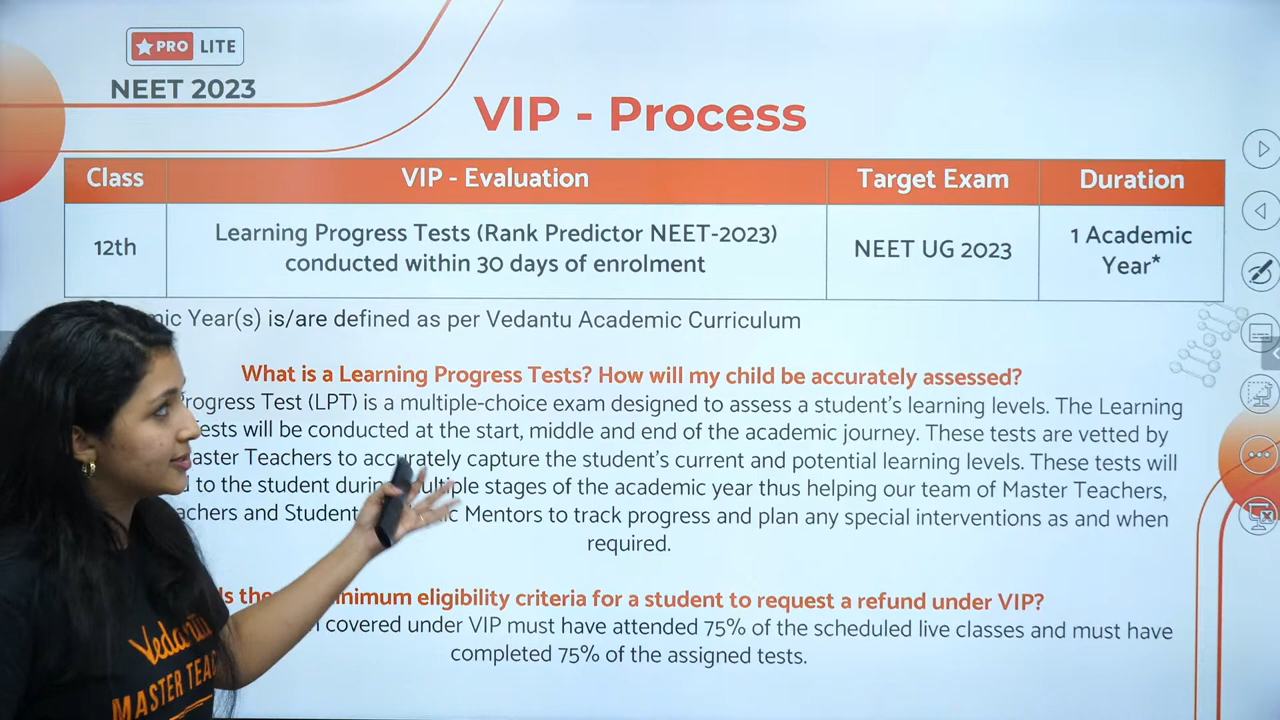 PRO LITE
NEET 2023
VIP - Process
Class VIP - Evaluation Target Exam Duration
12th Learning Progress Tests (Rank Predictor NEET-2023) conducted within 30 days of enrolment NEET UG 2023 1 Academic Year*
Year(s) is/are defined as per Vedantu Academic Curriculum
What is a Learning Progress Tests? How will my child be accurately assessed?
Test (LPT) is a multiple-choice exam designed to assess a student's learning levels. The Learning
will be conducted at the start, middle and end of the academic journey. These tests are vetted by
Teachers to accurately capture the student's current and potential learning levels. These tests will
to the student during multiple stages of the academic year thus helping our team of Master Teachers,
and Student Mentors to track progress and plan any special interventions as and when
required.
the minimum eligibility criteria for a student to request a refund under VIP?
covered under VIP must have attended 75% of the scheduled live classes and must have
completed 75% of the assigned tests.
Vedantu
MASTER